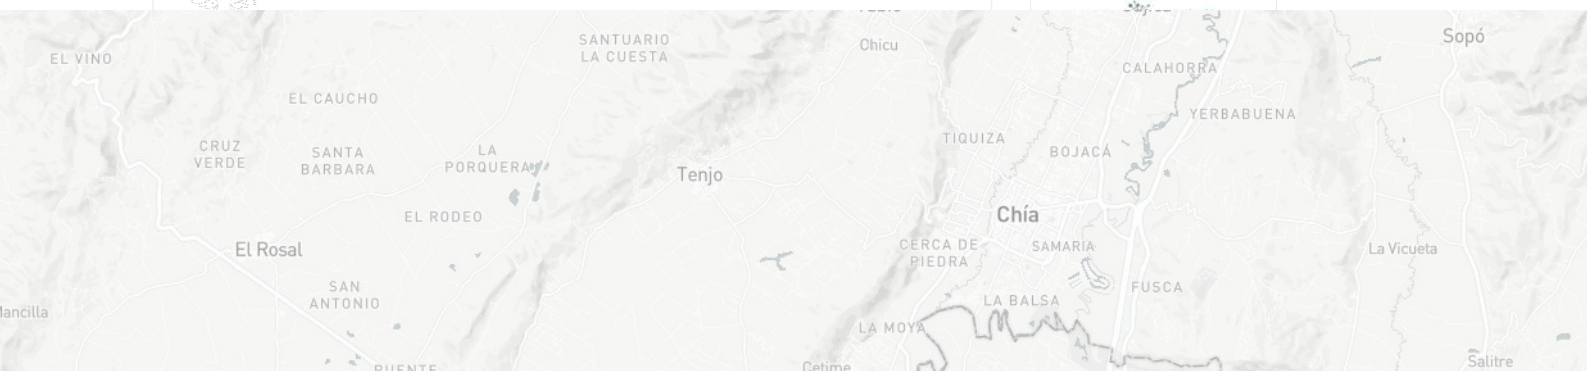 SANTUARIO
LA CUESTA
Chicu
Sopó
EL VINO
CALAHORRA
EL CAUCHO
YERBABUENA
CRUZ
VERDE
SANTA
BARBARA
LA
PORQUERA
TIQUIZA
BOJACÁ
Tenjo
EL RODEO
Chía
El Rosal
CERCA DE
PIEDRA
SAMARIA
La Vicueta
SAN
ANTONIO
LA BALSA
FUSCA
LA MOYA
Salitre
Cetime
PUENTE